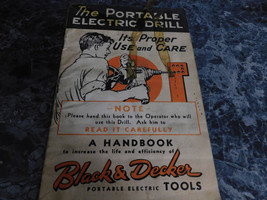 The PORTABLE
ELECTRIC DRILL
Its Proper
USE and CARE
NOTE
Please hand this book to the Operator who will
use this Drill. Ask him to
READ IT CAREFULLY
A HANDBOOK
to increase the life and efficiency of
Black & Decker
PORTABLE ELECTRIC TOOLS